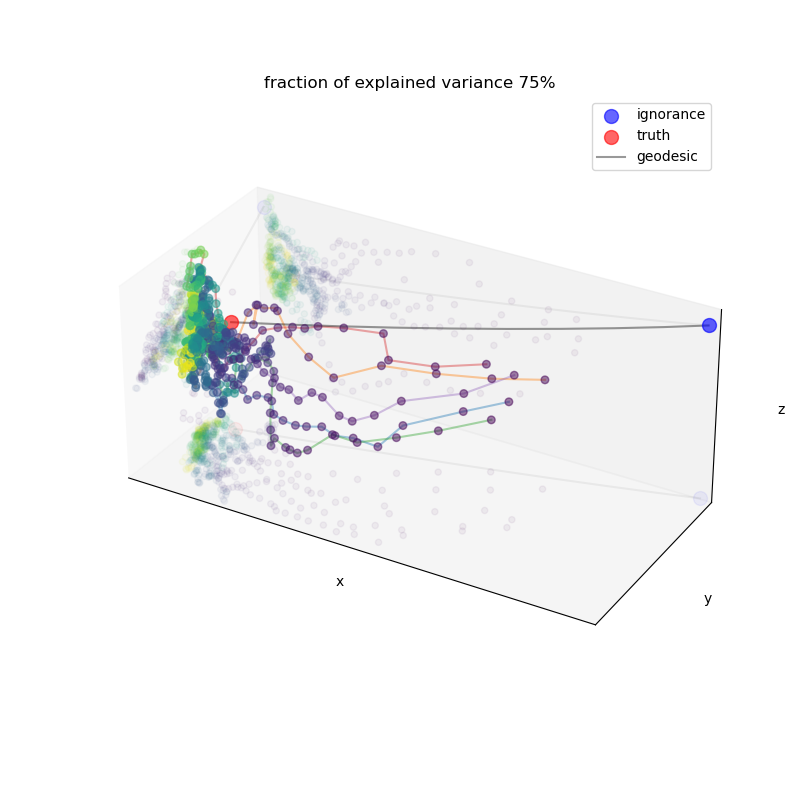 fraction of explained variance 75%
ignorance
truth
geodesic
z
x
y